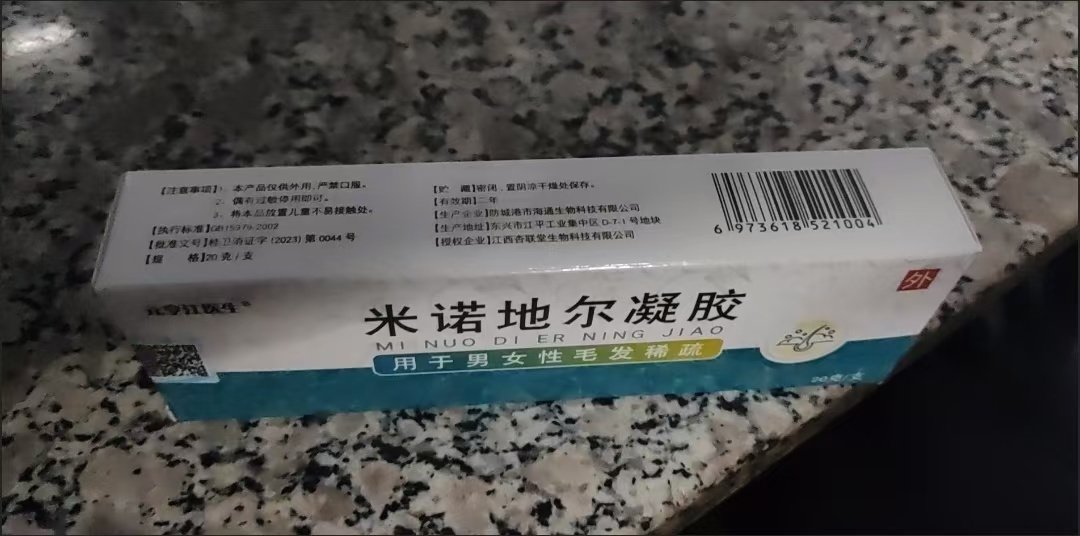 【注意事项】1、本产品仅供外用,严禁口服。
2、偶有过敏停用即可。
3、将本品放置儿童不易接触处。
【执行标准】GB15379-2002
【批准文号】桂卫消证字(2023)第0044号
【规 格】20克/支
【贮 藏】密闭,置阴凉干燥处保存。
【有效期】二年
【生产企业】防城港市海通生物科技有限公司
【生产地址】东兴市江平工业集中区D-7-1号地块
【授权企业】江西杏联堂生物科技有限公司
6 973618 521004
外
米诺地尔凝胶
MI NUO DI ER NING JIAO
用于男女性毛发稀疏
20克/支